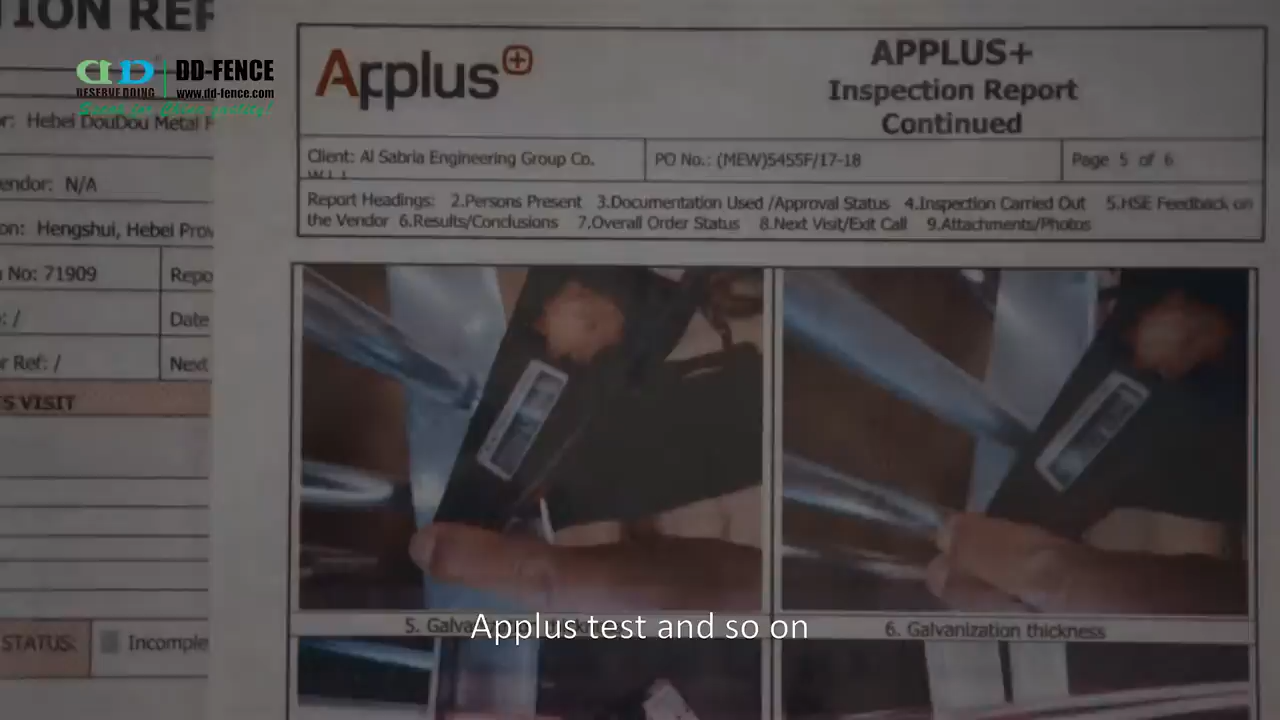 TION REP
DD-FENCE
DESERVE DOING
www.dd-fence.com
Hebei DouDou Metal
endor: N/A
on: Hengshui, Hebei Prov
No: 71909
Repo
: /
Date
r Ref: /
Next
S VISIT
STATUS:
Incomple
Applus+
APPLUS+
Inspection Report
Continued
Client: Al Sabria Engineering Group Co.
PO No.: (MEW)5455F/17-18
Page 5 of 6
Report Headings: 2.Persons Present 3.Documentation Used /Approval Status 4.Inspection Carried Out 5.HSE Feedback on
the Vendor 6.Results/Conclusions 7.Overall Order Status 8.Next Visit/Exit Call 9.Attachments/Photos
5. Galva
6. Galvanization thickness
Applus test and so on